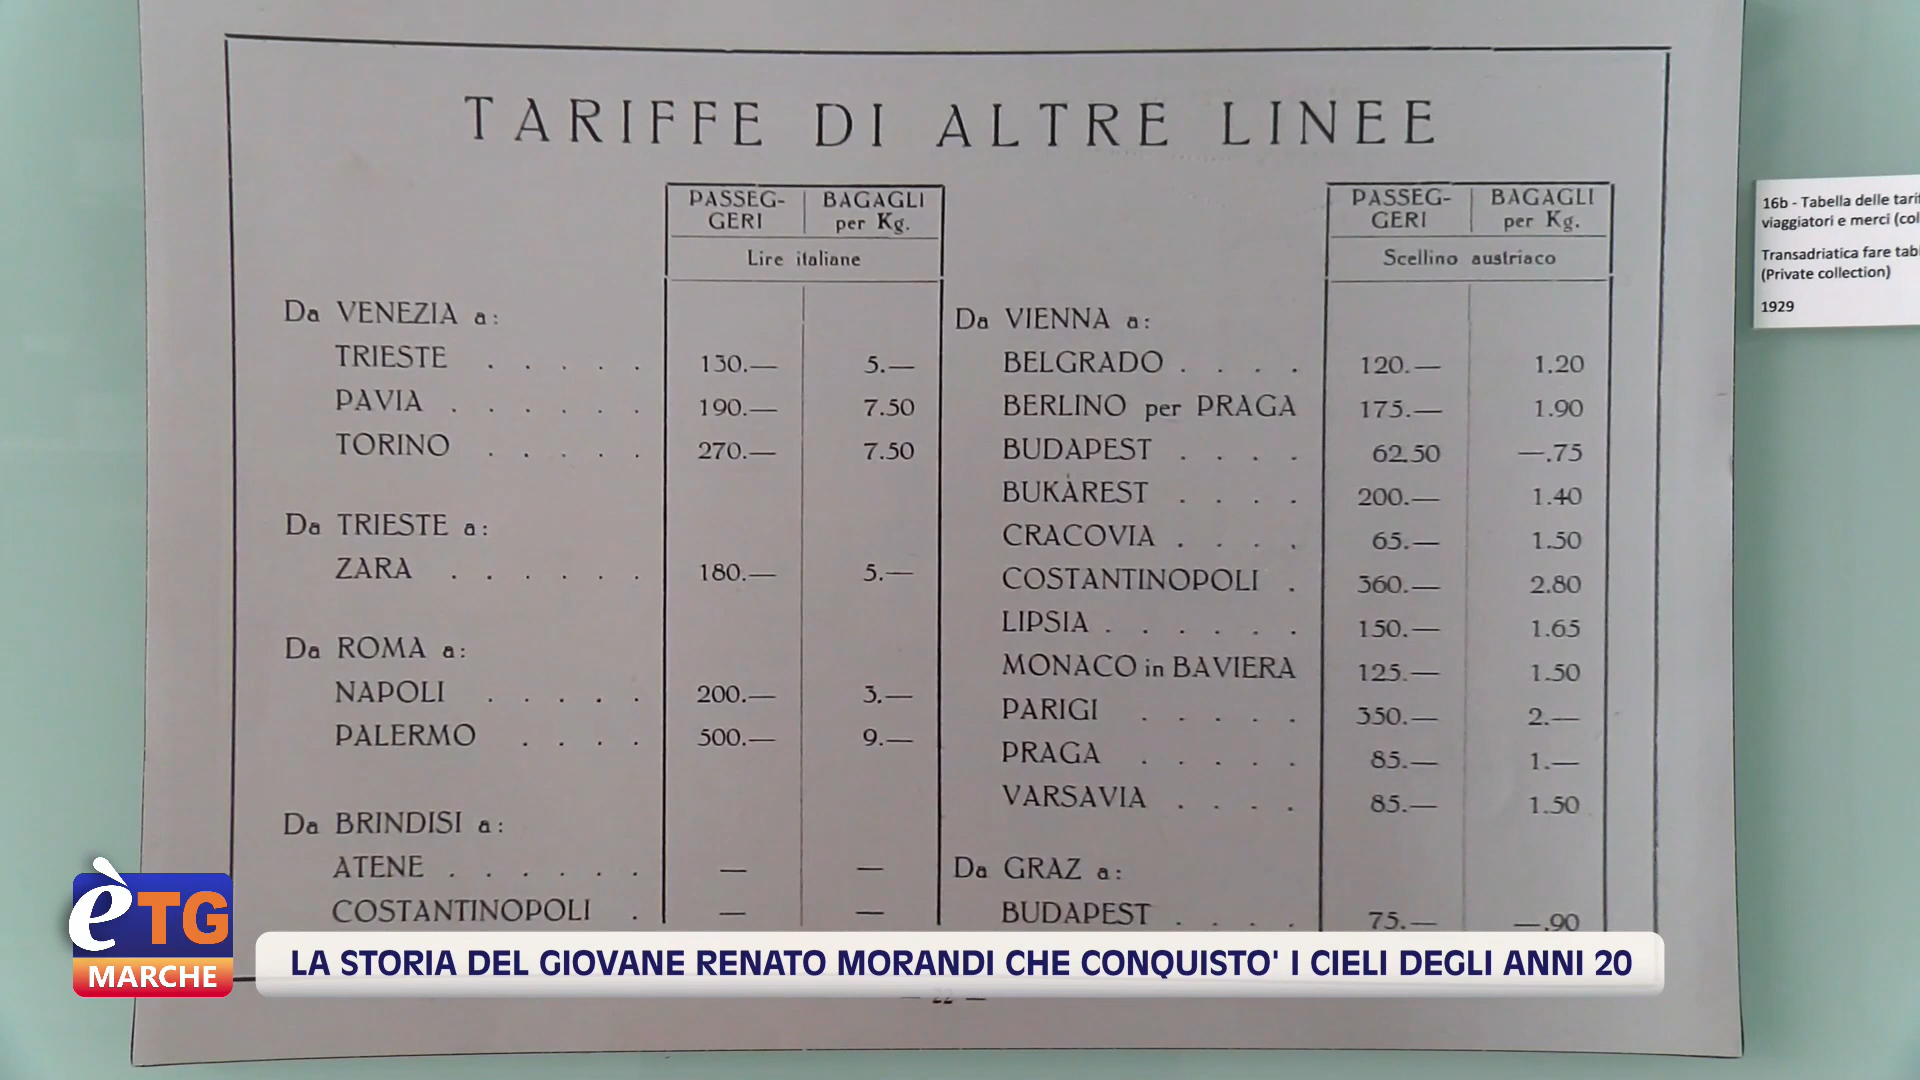 TARIFFE DI ALTRE LINEE
PASSEG-
GERI
BAGAGLI
per Kg.
Lire italiane
Da VENEZIA a:
TRIESTE . . . . . 130.— 5.—
PAVIA . . . . . . 190.— 7.50
TORINO . . . . . 270.— 7.50
Da TRIESTE a:
ZARA . . . . . . 180.— 5.—
Da ROMA a:
NAPOLI . . . . . 200.— 3.—
PALERMO . . . . 500.— 9.—
Da BRINDISI a:
ATENE . . . . . . — —
COSTANTINOPOLI . — —
PASSEG-
GERI
BAGAGLI
per Kg.
Scellino austriaco
Da VIENNA a:
BELGRADO . . . . 120.— 1.20
BERLINO per PRAGA 175.— 1.90
BUDAPEST . . . . 62.50 —.75
BUKAREST . . . . 200.— 1.40
CRACOVIA . . . . 65.— 1.50
COSTANTINOPOLI . 360.— 2.80
LIPSIA . . . . . . 150.— 1.65
MONACO in BAVIERA 125.— 1.50
PARIGI . . . . . 350.— 2.—
PRAGA . . . . . 85.— 1.—
VARSAVIA . . . . 85.— 1.50
Da GRAZ a:
BUDAPEST . . . . 75.— —.90
— 22 —
16b - Tabella delle
viaggiatori e merci
Transadriatica fare
(Private collection)
1929
èTG
MARCHE
LA STORIA DEL GIOVANE RENATO MORANDI CHE CONQUISTO' I CIELI DEGLI ANNI 20